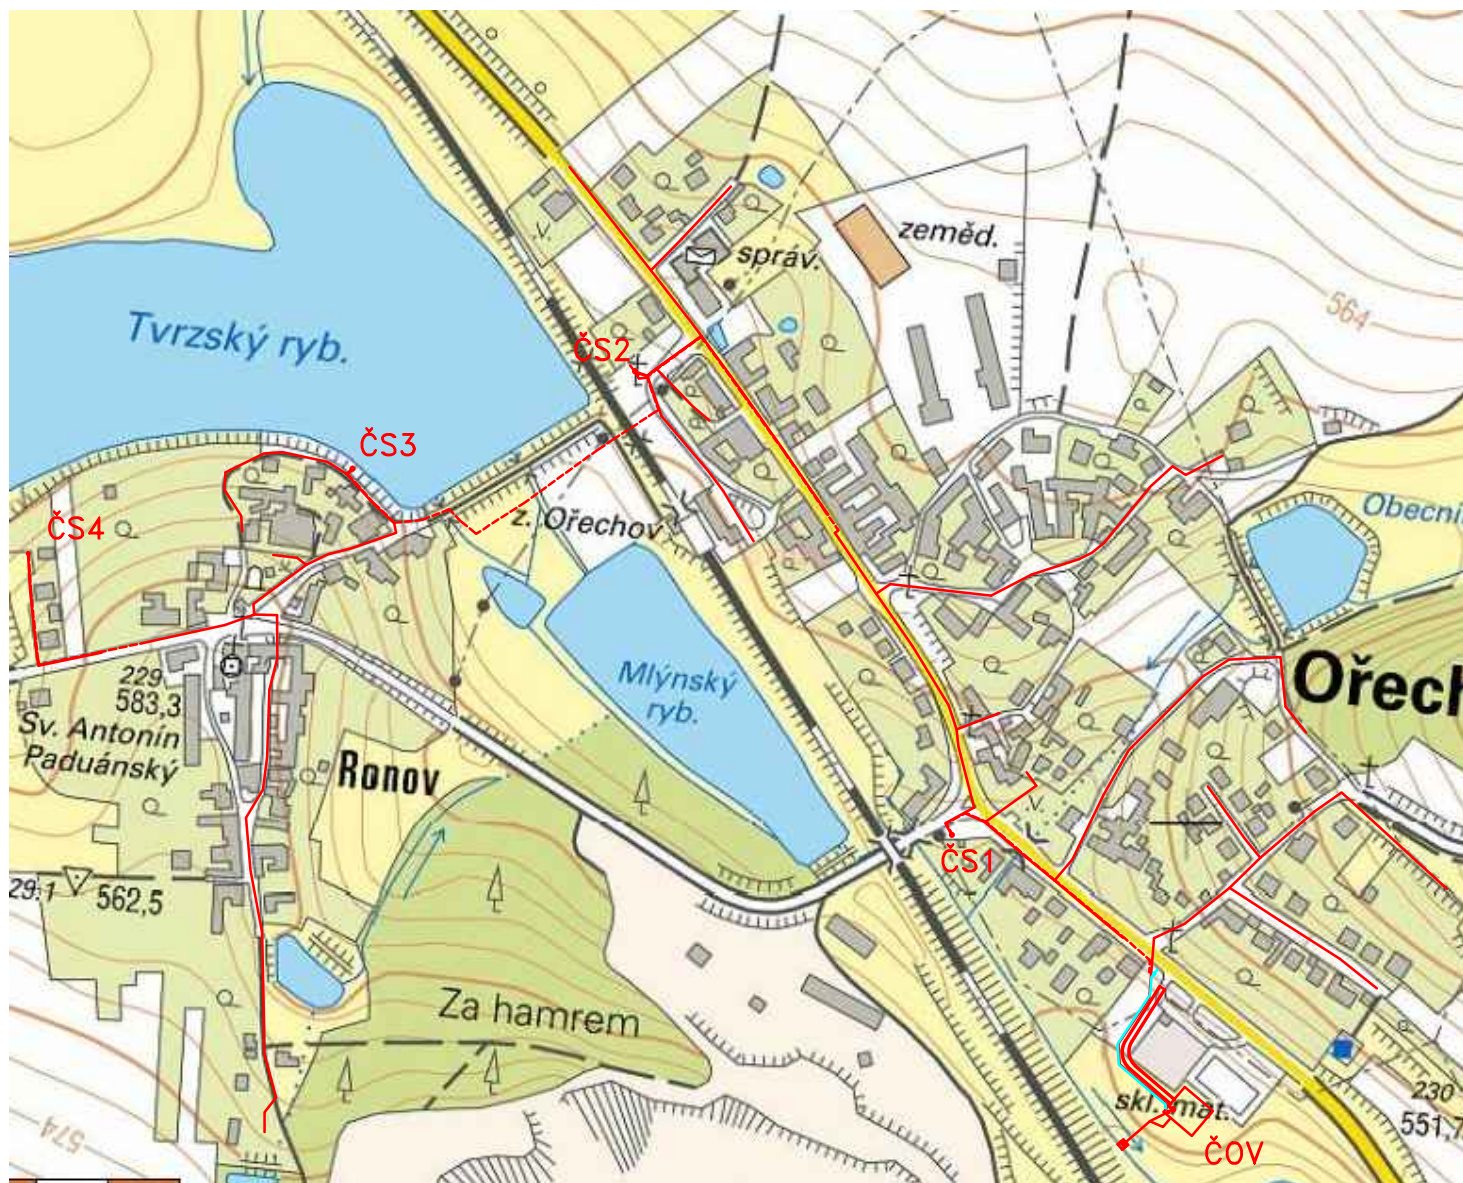 zeměd.
správ.
564
Tvrzský ryb.
ČS2
ČS3
ČS4
z. Ořechov
Obecní
Mlýnský
ryb.
229
583,3
Sv. Antonín
Paduánský
Ronov
Ořech
ČS1
29.1
562,5
Za hamrem
skl. mat.
230
551,7
ČOV
574